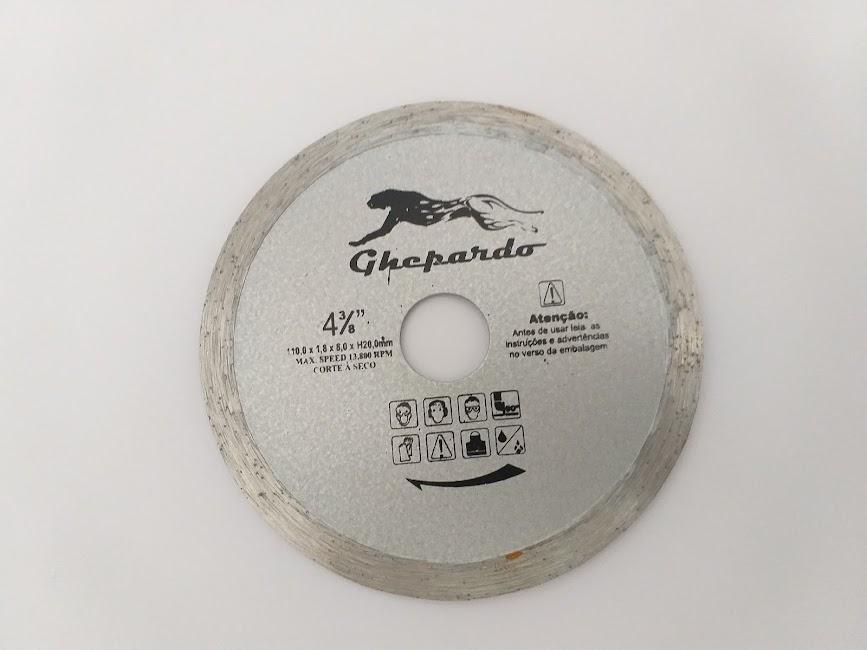 Ghepardo
4⅜”
110,0 x 1,8 x 8,0 x H20,0mm
MAX. SPEED 13,800 RPM
CORTE À SECO
Atenção:
Antes de usar leia as
instruções e advertências
no verso da embalagem
90°